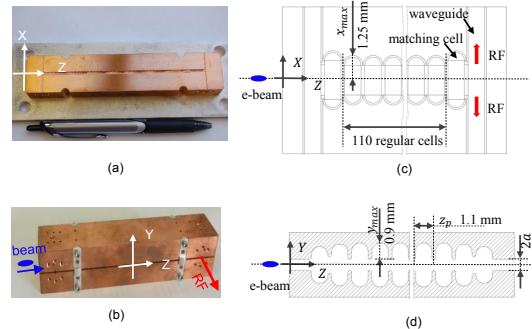 X
Z
(a)
x_max
1.25 mm
waveguide
matching cell
RF
X
Z
e-beam
RF
110 regular cells
(c)
beam
Y
Z
RF
(b)
y_max
0.9 mm
z_p 1.1 mm
2a
Y
Z
e-beam
(d)